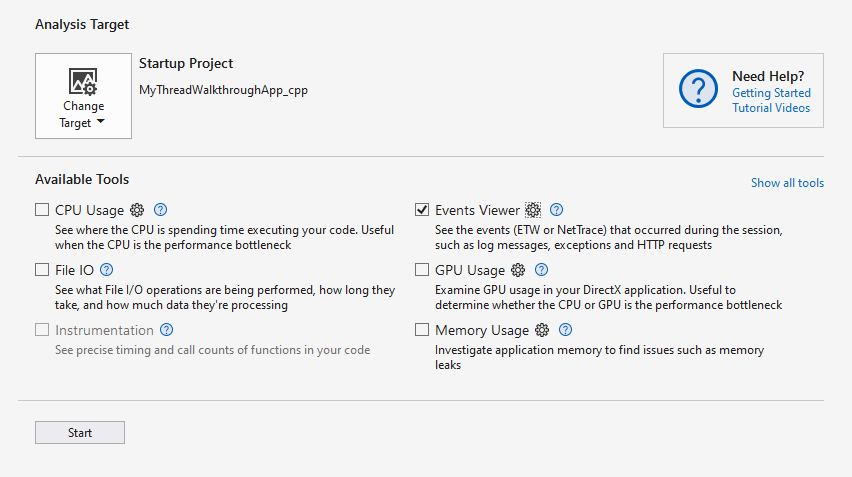 Analysis Target
Change
Target
Startup Project
MyThreadWalkthroughApp_cpp
Need Help?
Getting Started
Tutorial Videos
Available Tools
Show all tools
CPU Usage
See where the CPU is spending time executing your code. Useful
when the CPU is the performance bottleneck
Events Viewer
See the events (ETW or NetTrace) that occurred during the session,
such as log messages, exceptions and HTTP requests
File IO
See what File I/O operations are being performed, how long they
take, and how much data they're processing
GPU Usage
Examine GPU usage in your DirectX application. Useful to
determine whether the CPU or GPU is the performance bottleneck
Instrumentation
See precise timing and call counts of functions in your code
Memory Usage
Investigate application memory to find issues such as memory
leaks
Start